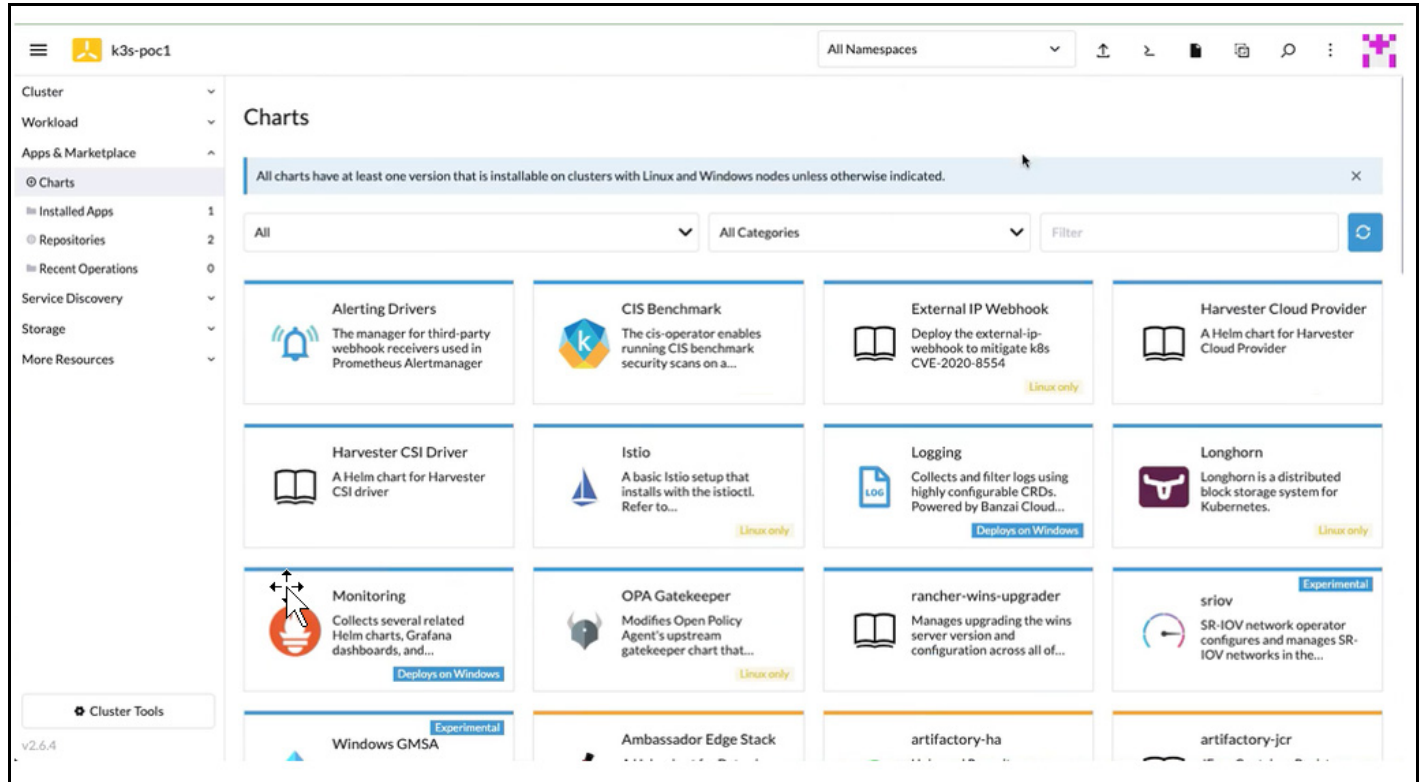 k3s-poc1
All Namespaces
Cluster
Workload
Apps & Marketplace
Charts
Installed Apps 1
Repositories 2
Recent Operations 0
Service Discovery
Storage
More Resources
Cluster Tools
v2.6.4
Charts
All charts have at least one version that is installable on clusters with Linux and Windows nodes unless otherwise indicated.
All
All Categories
Filter
Alerting Drivers
The manager for third-party
webhook receivers used in
Prometheus Alertmanager
CIS Benchmark
The cis-operator enables
running CIS benchmark
security scans on a...
External IP Webhook
Deploy the external-ip-
webhook to mitigate k8s
CVE-2020-8554
Linux only
Harvester Cloud Provider
A Helm chart for Harvester
Cloud Provider
Harvester CSI Driver
A Helm chart for Harvester
CSI driver
Istio
A basic Istio setup that
installs with the istioctl.
Refer to...
Linux only
LOG
Logging
Collects and filter logs using
highly configurable CRDs.
Powered by Banzai Cloud...
Deploys on Windows
Longhorn
Longhorn is a distributed
block storage system for
Kubernetes.
Linux only
Monitoring
Collects several related
Helm charts, Grafana
dashboards, and...
Deploys on Windows
OPA Gatekeeper
Modifies Open Policy
Agent's upstream
gatekeeper chart that...
Linux only
rancher-wins-upgrader
Manages upgrading the wins
server version and
configuration across all of...
Experimental
sriov
SR-IOV network operator
configures and manages SR-
IOV networks in the...
Experimental
Windows GMSA
Ambassador Edge Stack
artifactory-ha
artifactory-jcr